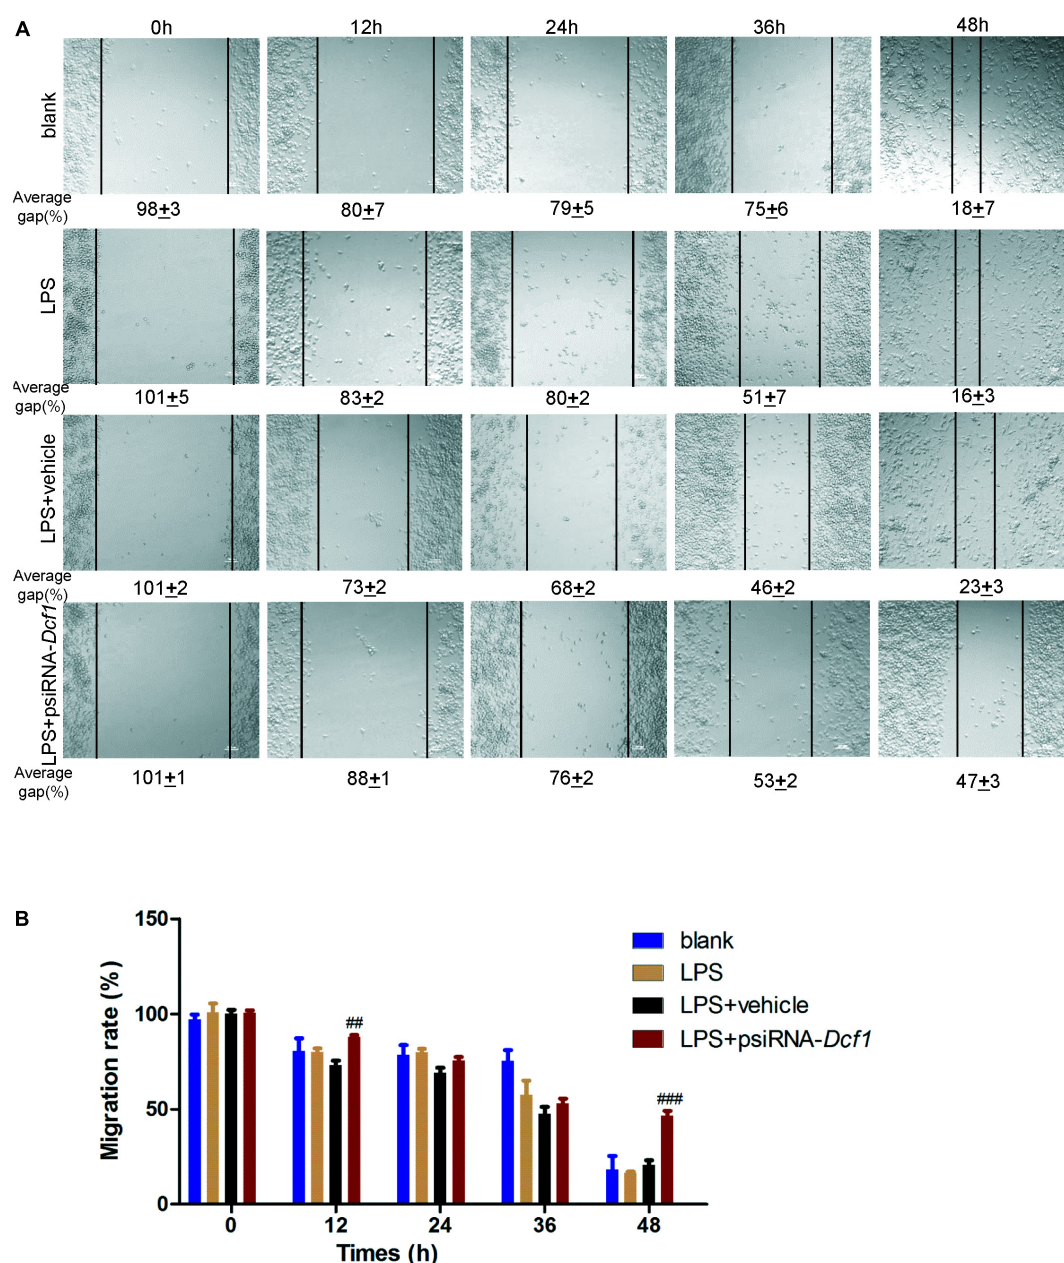 A
0h 12h 24h 36h 48h
blank
Average
gap(%) 98±3 80±7 79±5 75±6 18±7
LPS
Average
gap(%) 101±5 83±2 80±2 51±7 16±3
LPS+vehicle
Average
gap(%) 101±2 73±2 68±2 46±2 23±3
LPS+psiRNA-Dcf1
Average
gap(%) 101±1 88±1 76±2 53±2 47±3
B
Migration rate (%)
150
100
50
0
##
###
blank
LPS
LPS+vehicle
LPS+psiRNA-Dcf1
0 12 24 36 48
Times (h)